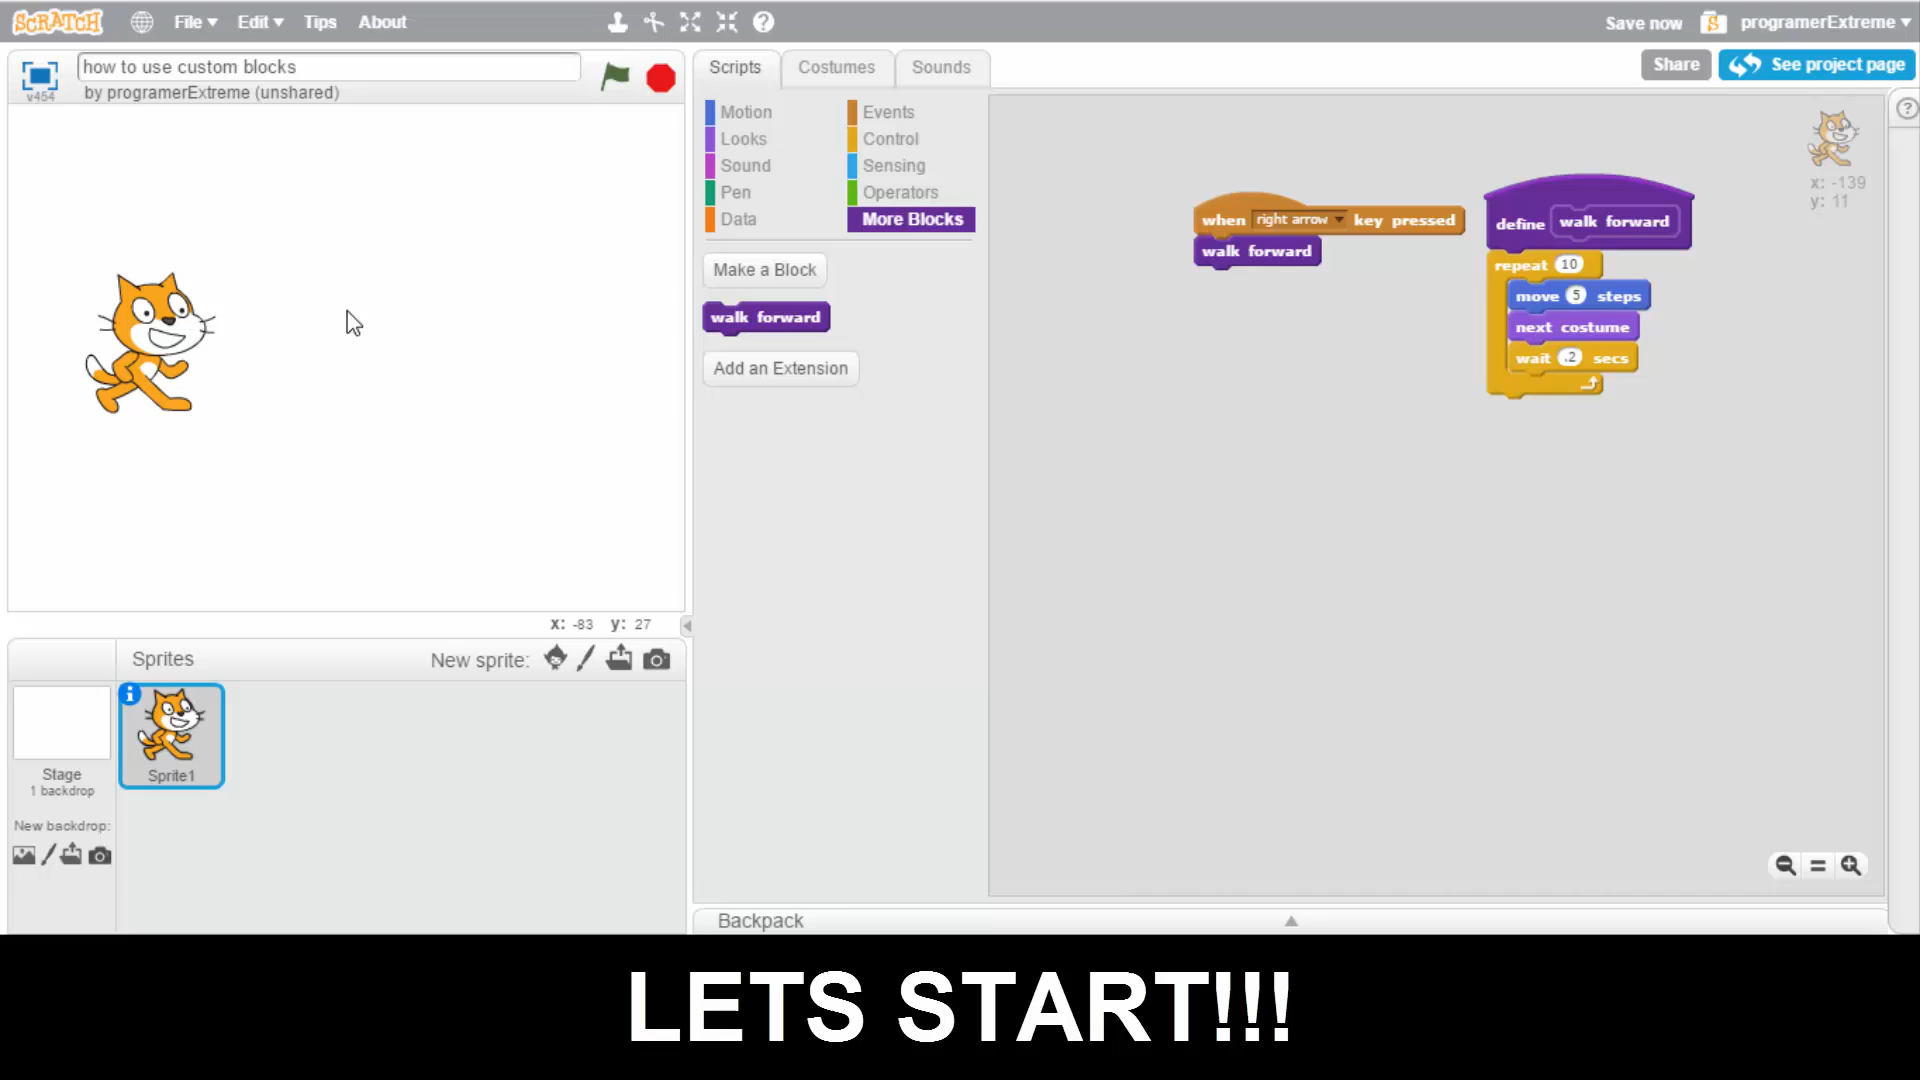 SCRATCH File Edit Tips About Save now programerExtreme
how to use custom blocks
by programerExtreme (unshared)
v454
Scripts Costumes Sounds
Share See project page
Motion Events
Looks Control
Sound Sensing
Pen Operators
Data More Blocks
Make a Block
walk forward
Add an Extension
when right arrow key pressed
walk forward
define walk forward
repeat 10
move 5 steps
next costume
wait .2 secs
x: -139
y: 11
x: -83 y: 27
Sprites New sprite:
Sprite1
Stage
1 backdrop
New backdrop:
Backpack
LETS START!!!